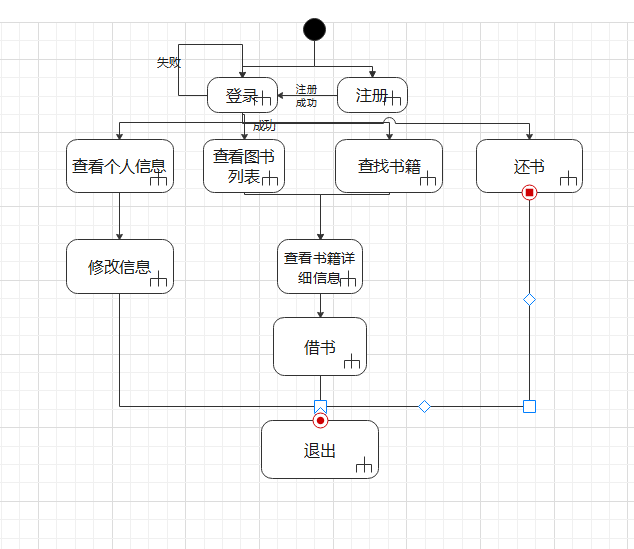 失败
登录
注册
成功
注册
成功
查看个人信息
查看图书
列表
查找书籍
还书
修改信息
查看书籍详
细信息
借书
退出